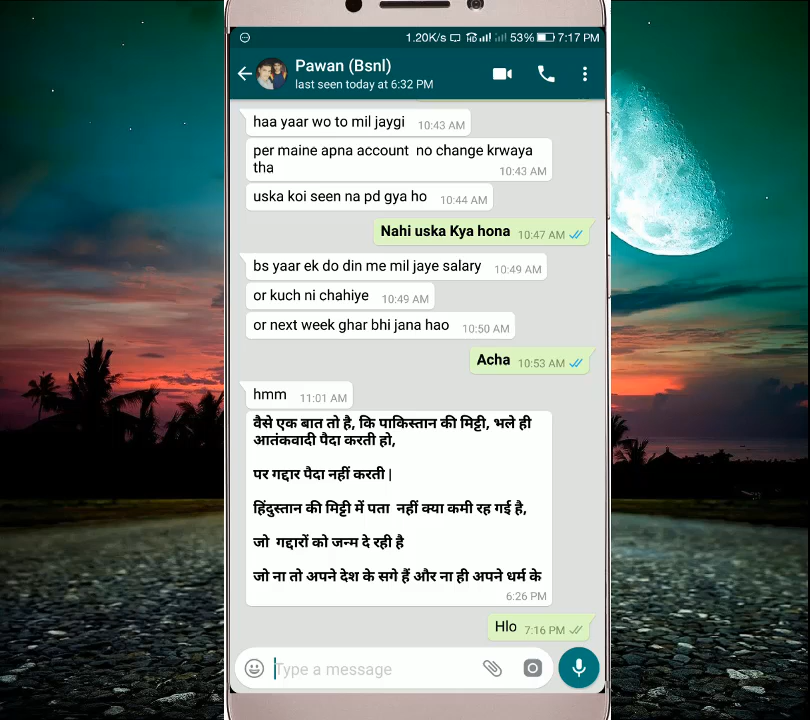 1.20K/s 53% 7:17 PM
Pawan (Bsnl)
last seen today at 6:32 PM
haa yaar wo to mil jaygi 10:43 AM
per maine apna account no change krwaya
tha 10:43 AM
uska koi seen na pd gya ho 10:44 AM
Nahi uska Kya hona 10:47 AM
bs yaar ek do din me mil jaye salary 10:49 AM
or kuch ni chahiye 10:49 AM
or next week ghar bhi jana hao 10:50 AM
Acha 10:53 AM
hmm 11:01 AM
वैसे एक बात तो है, कि पाकिस्तान की मिट्टी, भले ही
आतंकवादी पैदा करती हो,
पर गद्दार पैदा नहीं करती |
हिंदुस्तान की मिट्टी में पता नहीं क्या कमी रह गई है,
जो गद्दारों को जन्म दे रही है
जो ना तो अपने देश के सगे हैं और ना ही अपने धर्म के
6:26 PM
Hlo 7:16 PM
Type a message